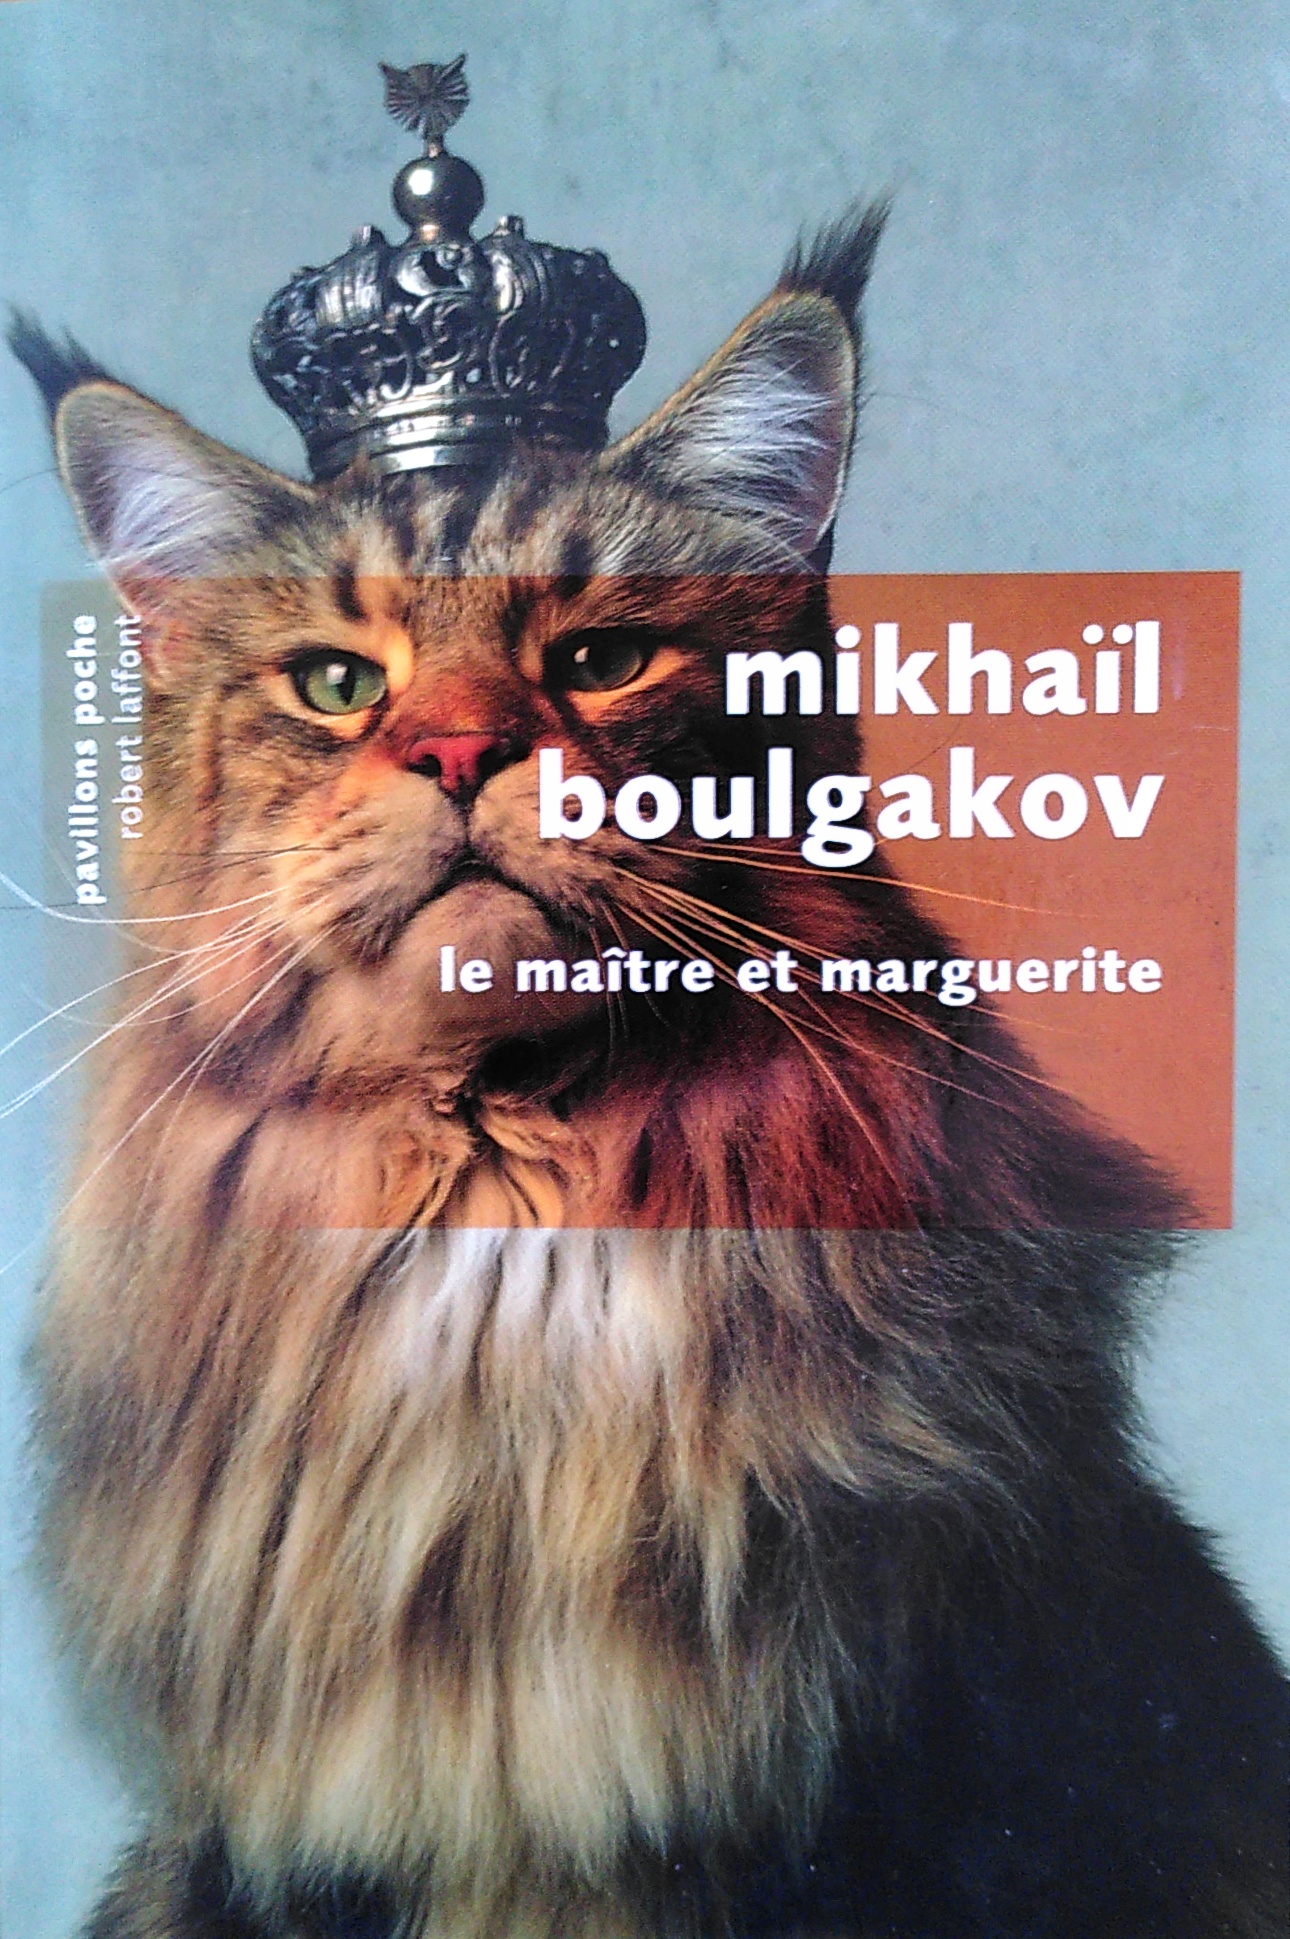 pavillons poche
robert laffont
mikhaïl
boulgakov
le maître et marguerite